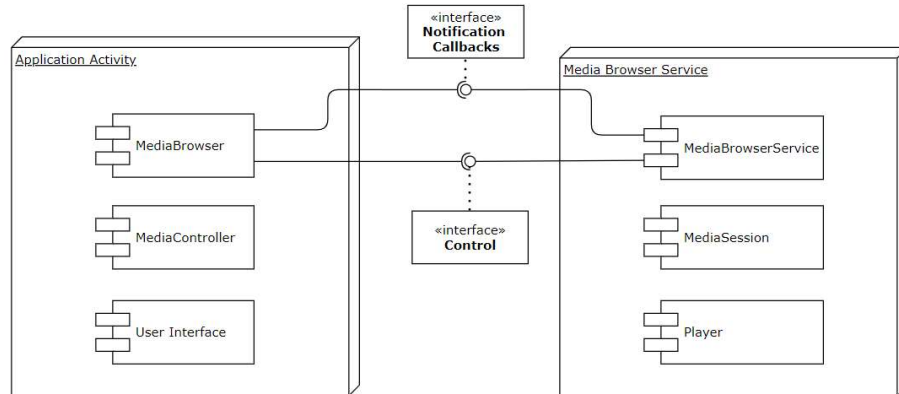 «interface»
Notification
Callbacks
Application Activity
Media Browser Service
MediaBrowser
MediaBrowserService
MediaController
«interface»
Control
MediaSession
User Interface
Player